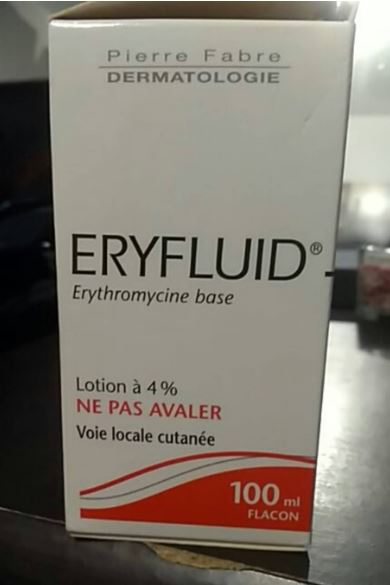 Pierre Fabre
DERMATOLOGIE
ERYFLUID®
Erythromycine base
Lotion à 4%
NE PAS AVALER
Voie locale cutanée
100 ml
FLACON